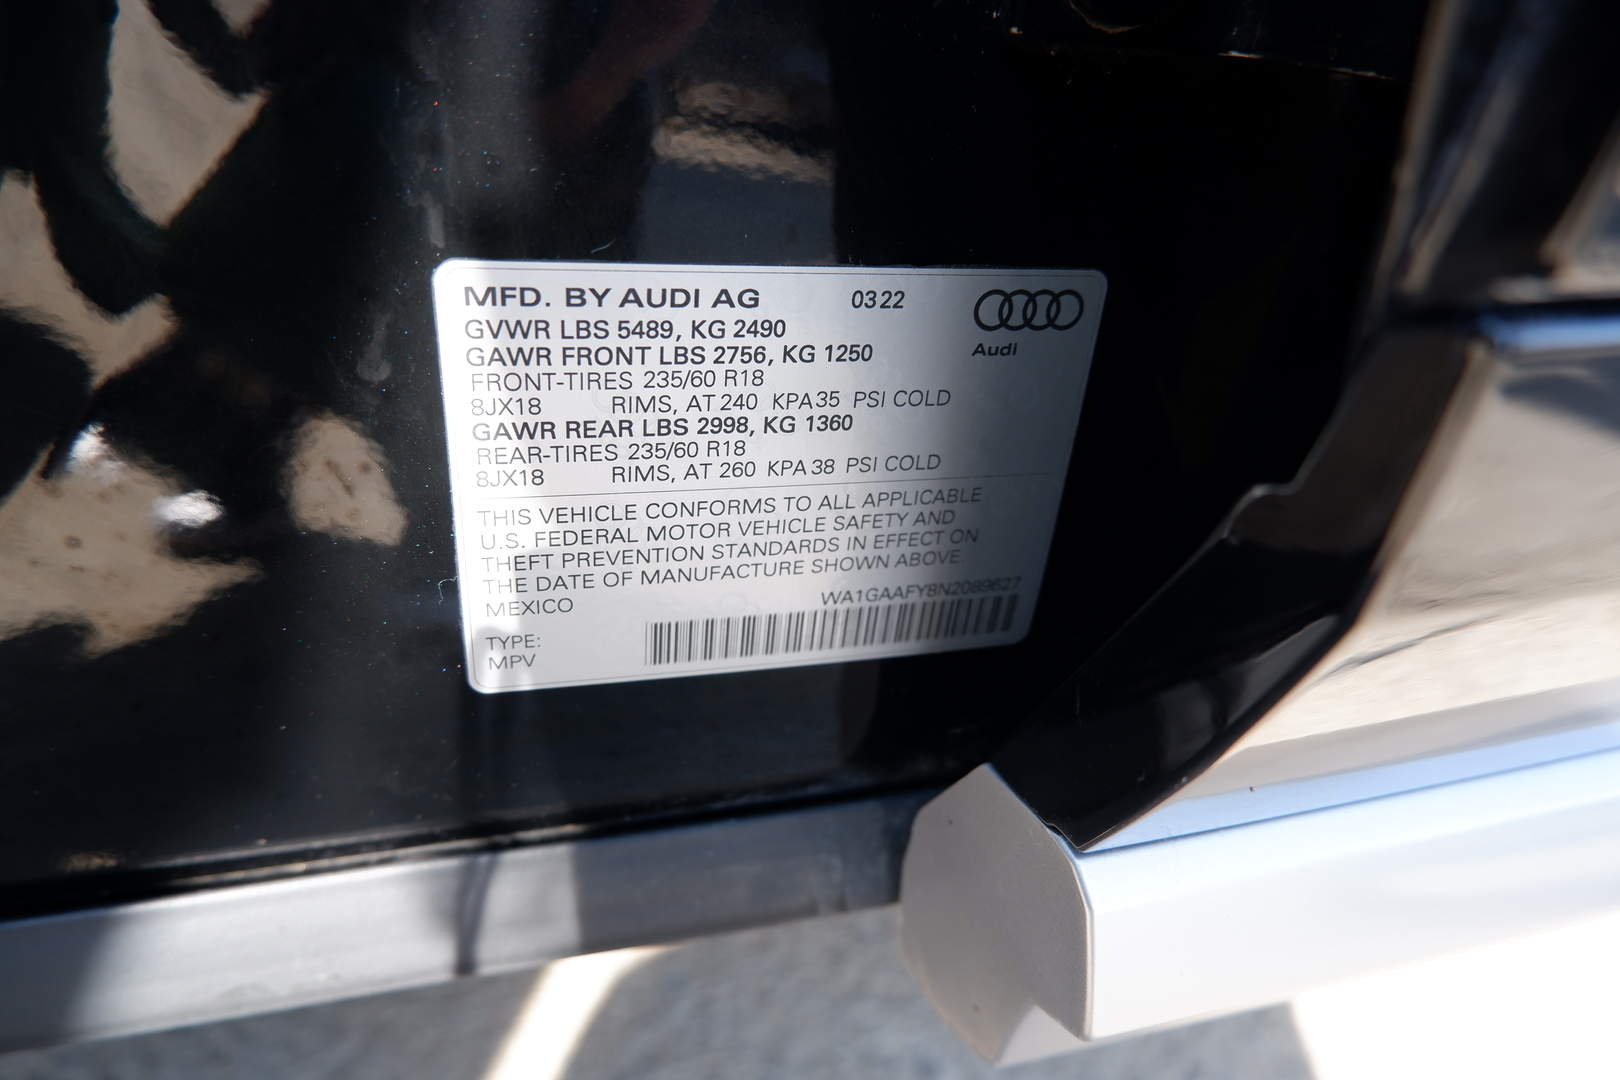 MFD. BY AUDI AG 0322
GVWR LBS 5489, KG 2490
Audi
GAWR FRONT LBS 2756, KG 1250
FRONT-TIRES 235/60 R18
8JX18 RIMS, AT 240 KPA 35 PSI COLD
GAWR REAR LBS 2998, KG 1360
REAR-TIRES 235/60 R18
8JX18 RIMS, AT 260 KPA 38 PSI COLD
THIS VEHICLE CONFORMS TO ALL APPLICABLE
U.S. FEDERAL MOTOR VEHICLE SAFETY AND
THEFT PREVENTION STANDARDS IN EFFECT ON
THE DATE OF MANUFACTURE SHOWN ABOVE.
MEXICO WA1GAAFY8N2089627
TYPE:
MPV